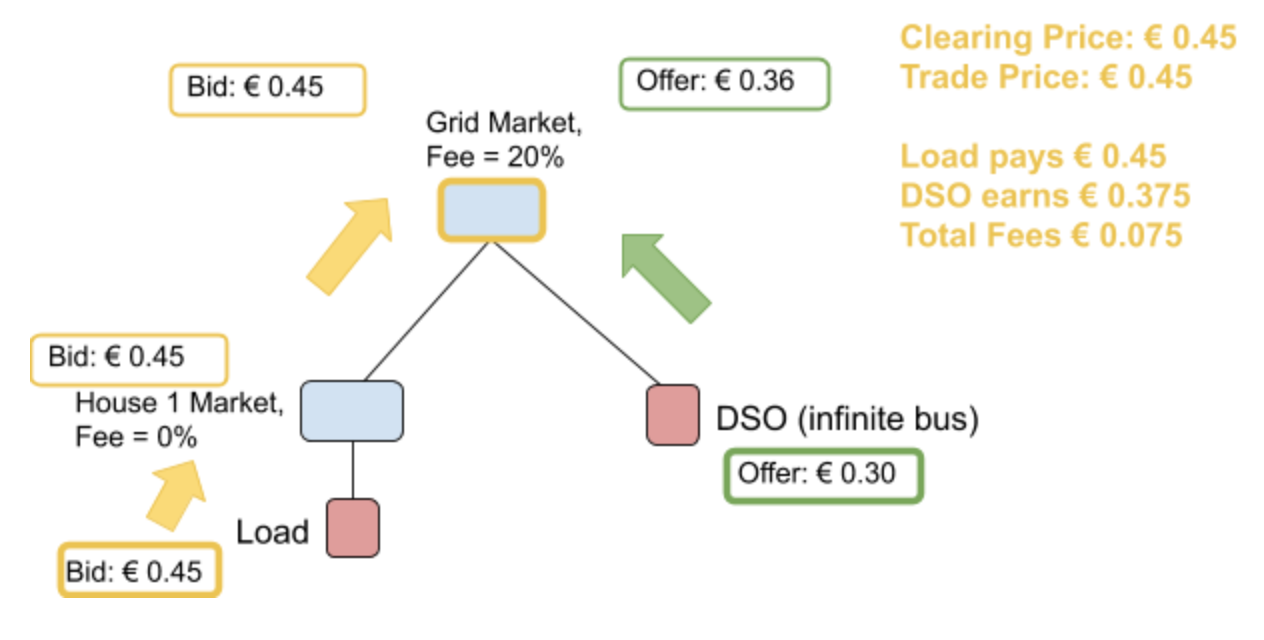 Clearing Price: € 0.45
Trade Price: € 0.45
Bid: € 0.45
Offer: € 0.36
Grid Market,
Fee = 20%
Load pays € 0.45
DSO earns € 0.375
Total Fees € 0.075
Bid: € 0.45
House 1 Market,
Fee = 0%
DSO (infinite bus)
Offer: € 0.30
Load
Bid: € 0.45